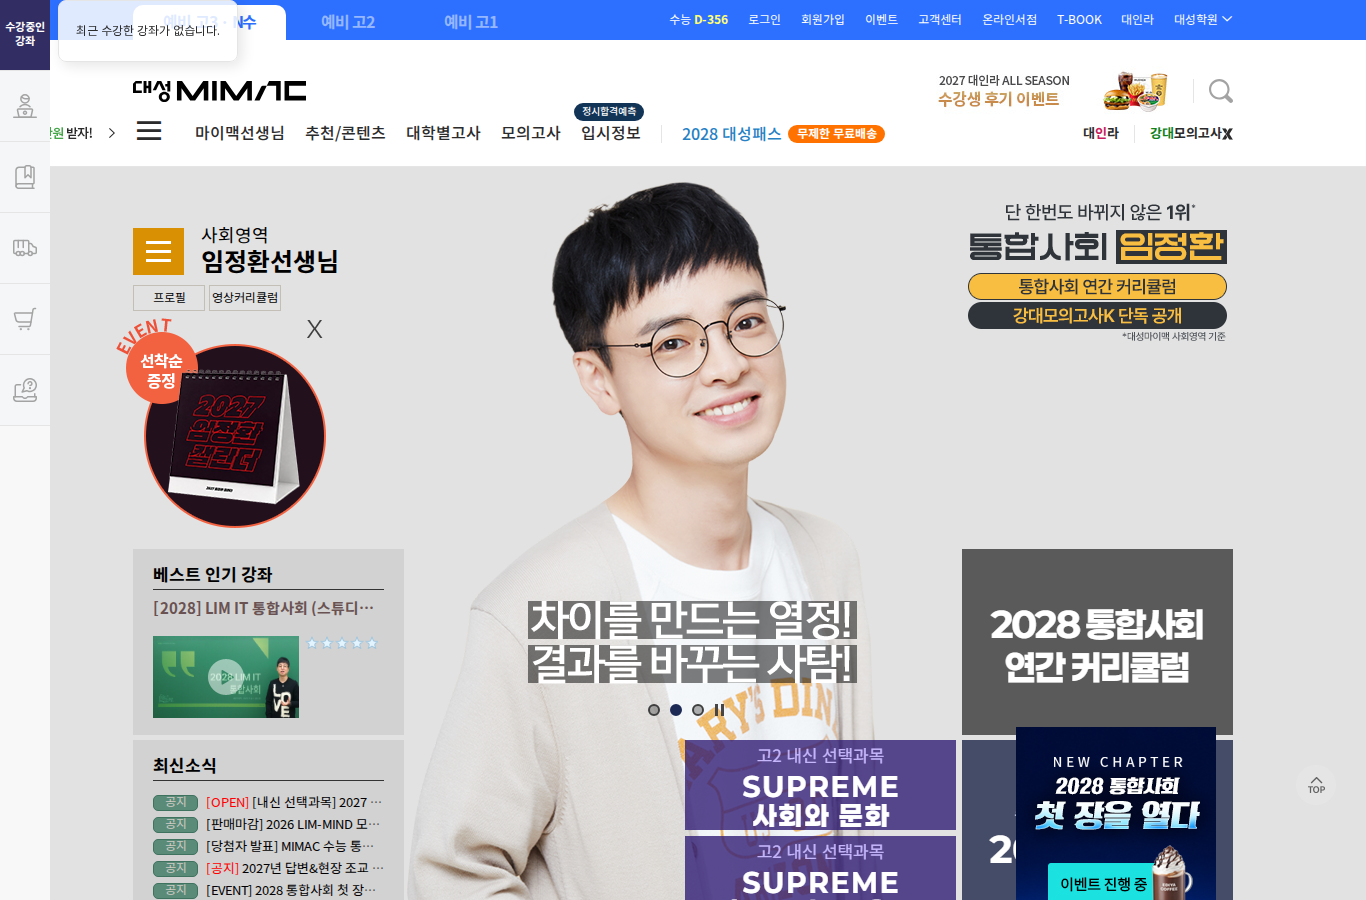 수강중인
강좌
최근 수강한 강좌가 없습니다.
N수
예비 고2
예비 고1
수능 D-356
로그인
회원가입
이벤트
고객센터
온라인서점
T-BOOK
대인라
대성학원
대성 MIMAC
2027 대인라 ALL SEASON
수강생 후기 이벤트
정시합격예측
받자!
마이맥선생님
추천/콘텐츠
대학별고사
모의고사
입시정보
2028 대성패스
무제한 무료배송
대인라
강대모의고사X
사회영역
임정환선생님
프로필
영상커리큘럼
X
EVENT
선착순
증정
2027
임정환
캘린더
단 한번도 바뀌지 않은 1위*
통합사회 임정환
통합사회 연간 커리큘럼
강대모의고사K 단독 공개
*대성마이맥 사회영역 기준
베스트 인기 강좌
[2028] LIM IT 통합사회 (스튜디…
2028 LIM IT
통합사회
LOVE
차이를 만드는 열정!
결과를 바꾸는 사탐!
ARY'S DIN
2028 통합사회
연간 커리큘럼
최신소식
공지 [OPEN] [내신 선택과목] 2027 …
공지 [판매마감] 2026 LIM-MIND 모…
공지 [당첨자 발표] MIMAC 수능 통…
공지 [공지] 2027년 답변&현장 조교 …
공지 [EVENT] 2028 통합사회 첫 장…
고2 내신 선택과목
SUPREME
사회와 문화
고2 내신 선택과목
SUPREME
NEW CHAPTER
2028 통합사회
첫 장을 열다
이벤트 진행 중
TOP